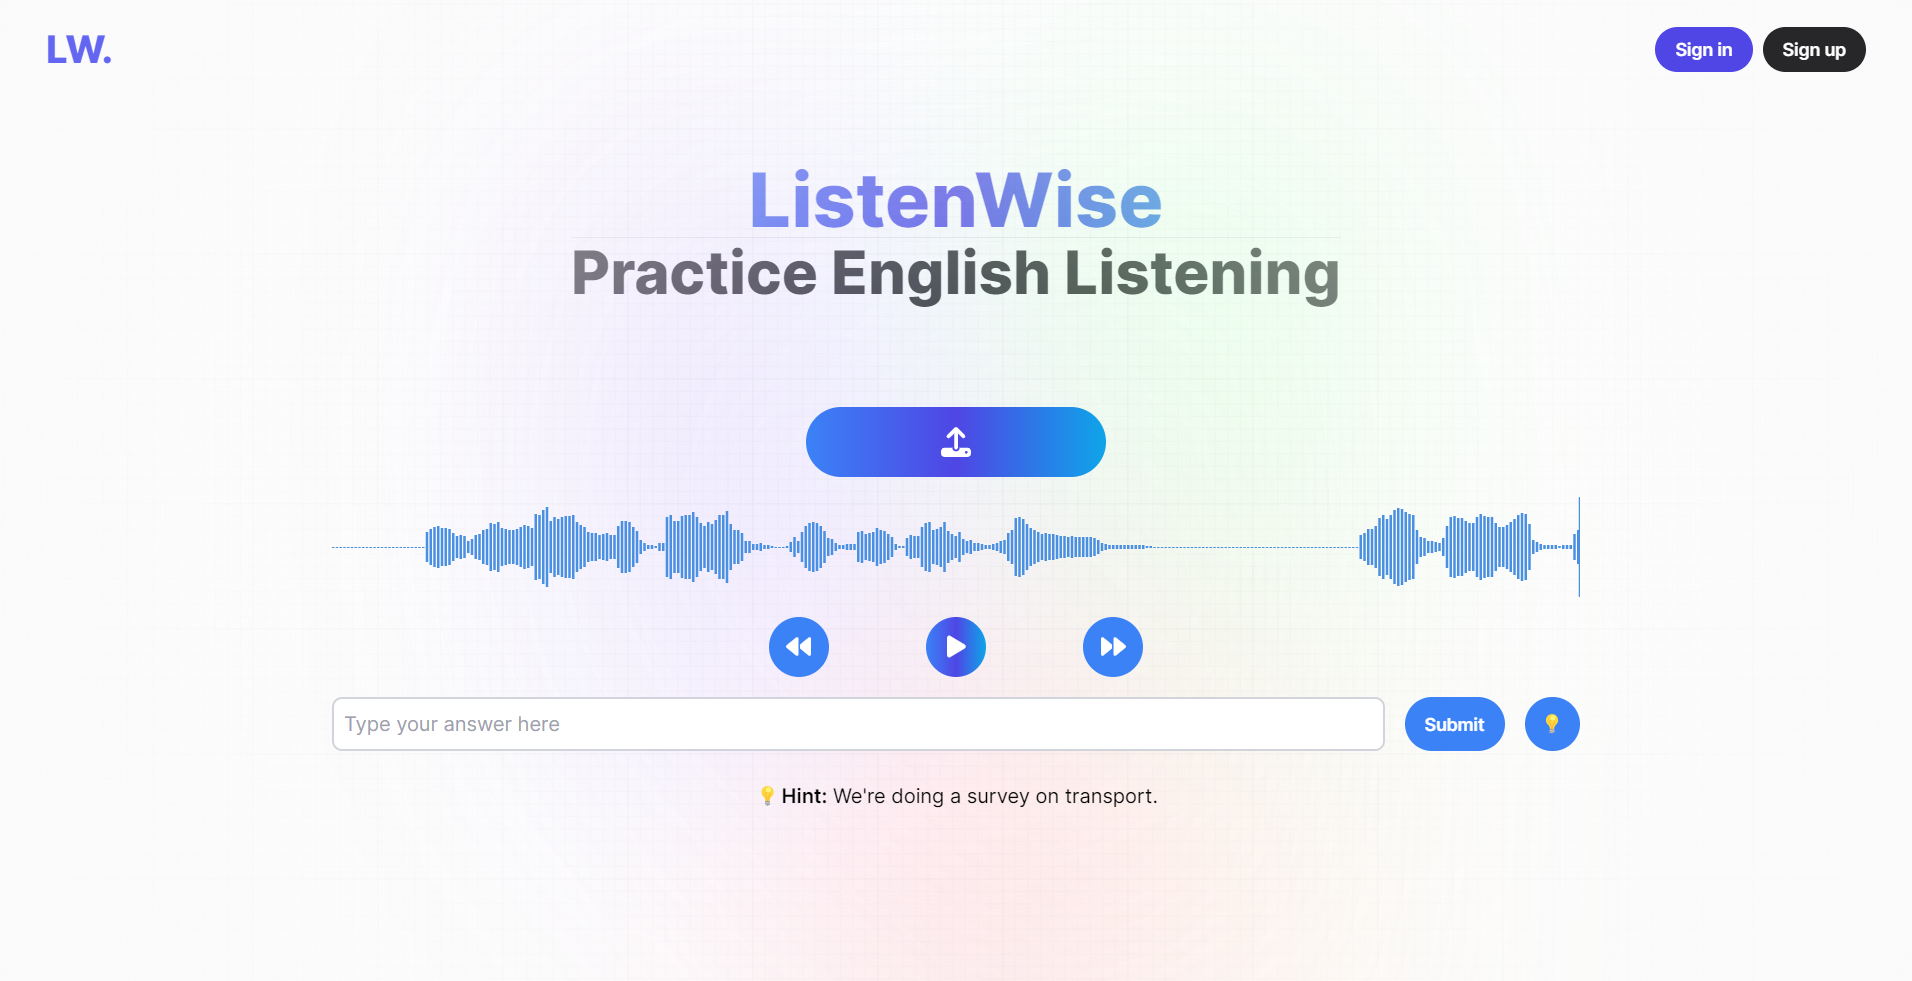 LW.
Sign in
Sign up
ListenWise
Practice English Listening
Type your answer here
Submit
💡
💡 Hint: We're doing a survey on transport.